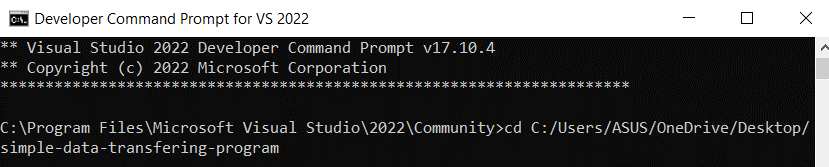 Developer Command Prompt for VS 2022
** Visual Studio 2022 Developer Command Prompt v17.10.4
** Copyright (c) 2022 Microsoft Corporation
**********************************************************************
C:\Program Files\Microsoft Visual Studio\2022\Community>cd C:/Users/ASUS/OneDrive/Desktop/
simple-data-transfering-program